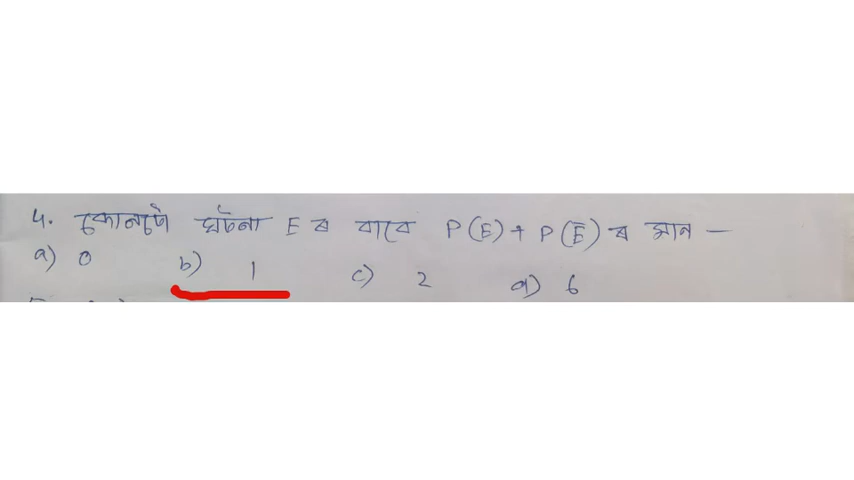 4. কোনটো ঘটনা E ৰ বাবে P(E)+ P(E̅) ৰ মান —
a) 0 b) 1 c) 2 d) 6